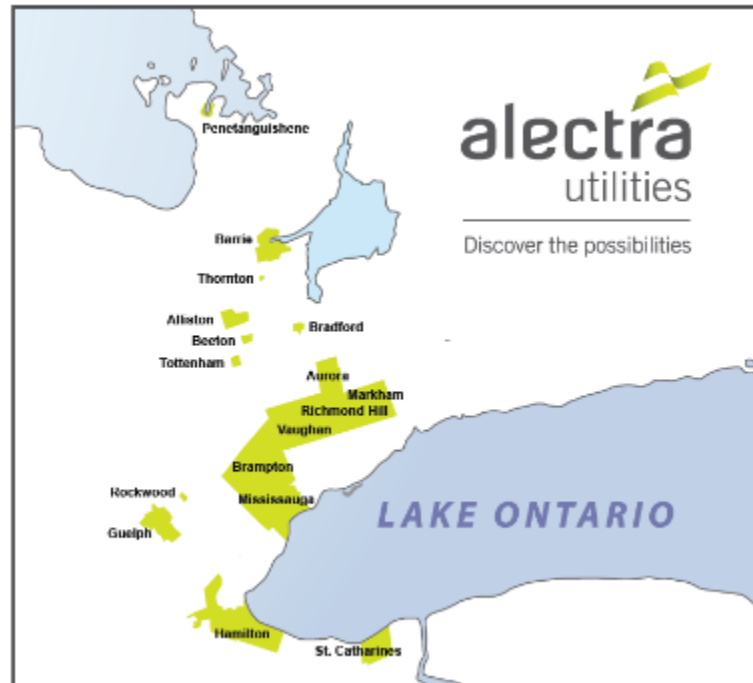 alectra
utilities
Discover the possibilities
Penetanguishene
Barrie
Thornton
Alliston
Bradford
Beeton
Tottenham
Aurora
Markham
Richmond Hill
Vaughan
Brampton
Rockwood
Mississauga
LAKE ONTARIO
Guelph
Hamilton
St. Catharines